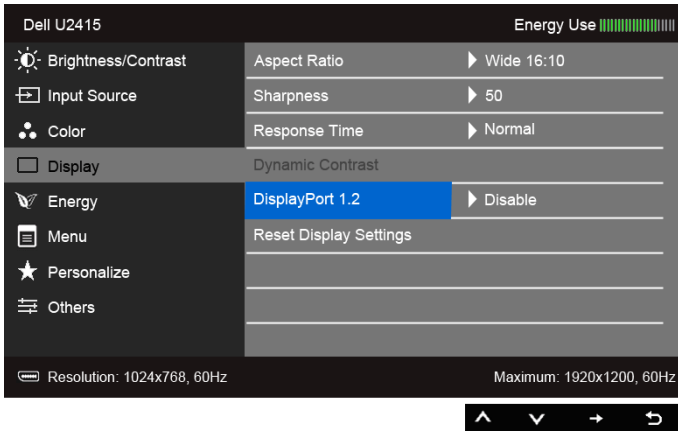 Dell U2415 Energy Use
Brightness/Contrast Aspect Ratio Wide 16:10
Input Source Sharpness 50
Color Response Time Normal
Display Dynamic Contrast
Energy DisplayPort 1.2 Disable
Menu Reset Display Settings
Personalize
Others
Resolution: 1024x768, 60Hz Maximum: 1920x1200, 60Hz